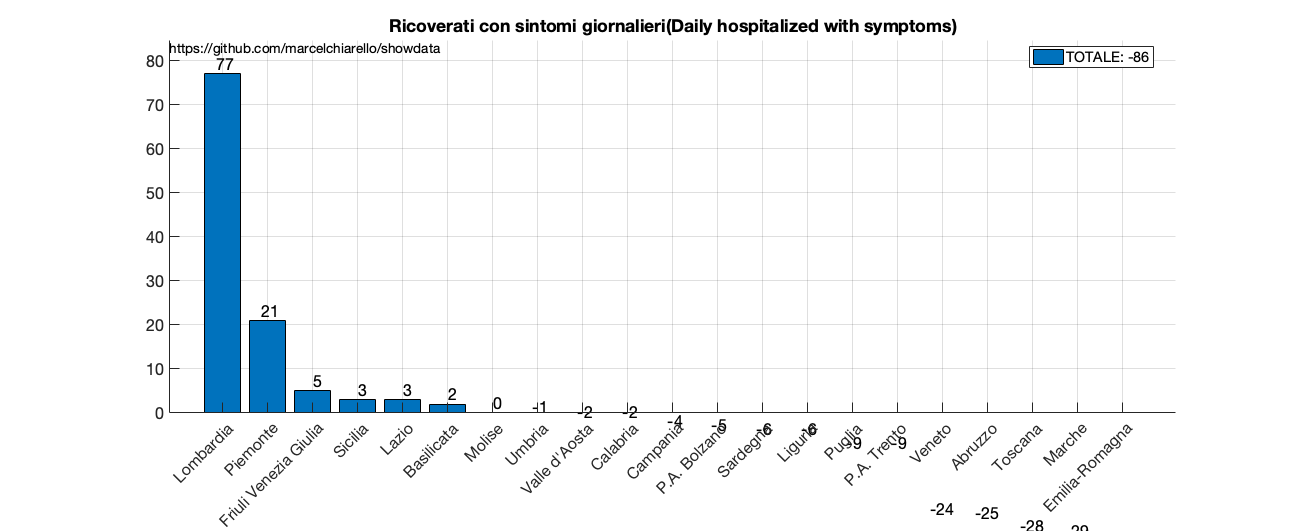 Ricoverati con sintomi giornalieri(Daily hospitalized with symptoms)
https://github.com/marcelchiarello/showdata
TOTALE: -86
80
70
60
50
40
30
20
10
0
77
21
5
3
3
2
0
-1
-2
-2
-4
-5
-6
-6
-9
-9
-24
-25
-28
Lombardia
Piemonte
Friuli Venezia Giulia
Sicilia
Lazio
Basilicata
Molise
Umbria
Valle d'Aosta
Calabria
Campania
P.A. Bolzano
Sardegna
Liguria
Puglia
P.A. Trento
Veneto
Abruzzo
Toscana
Marche
Emilia-Romagna